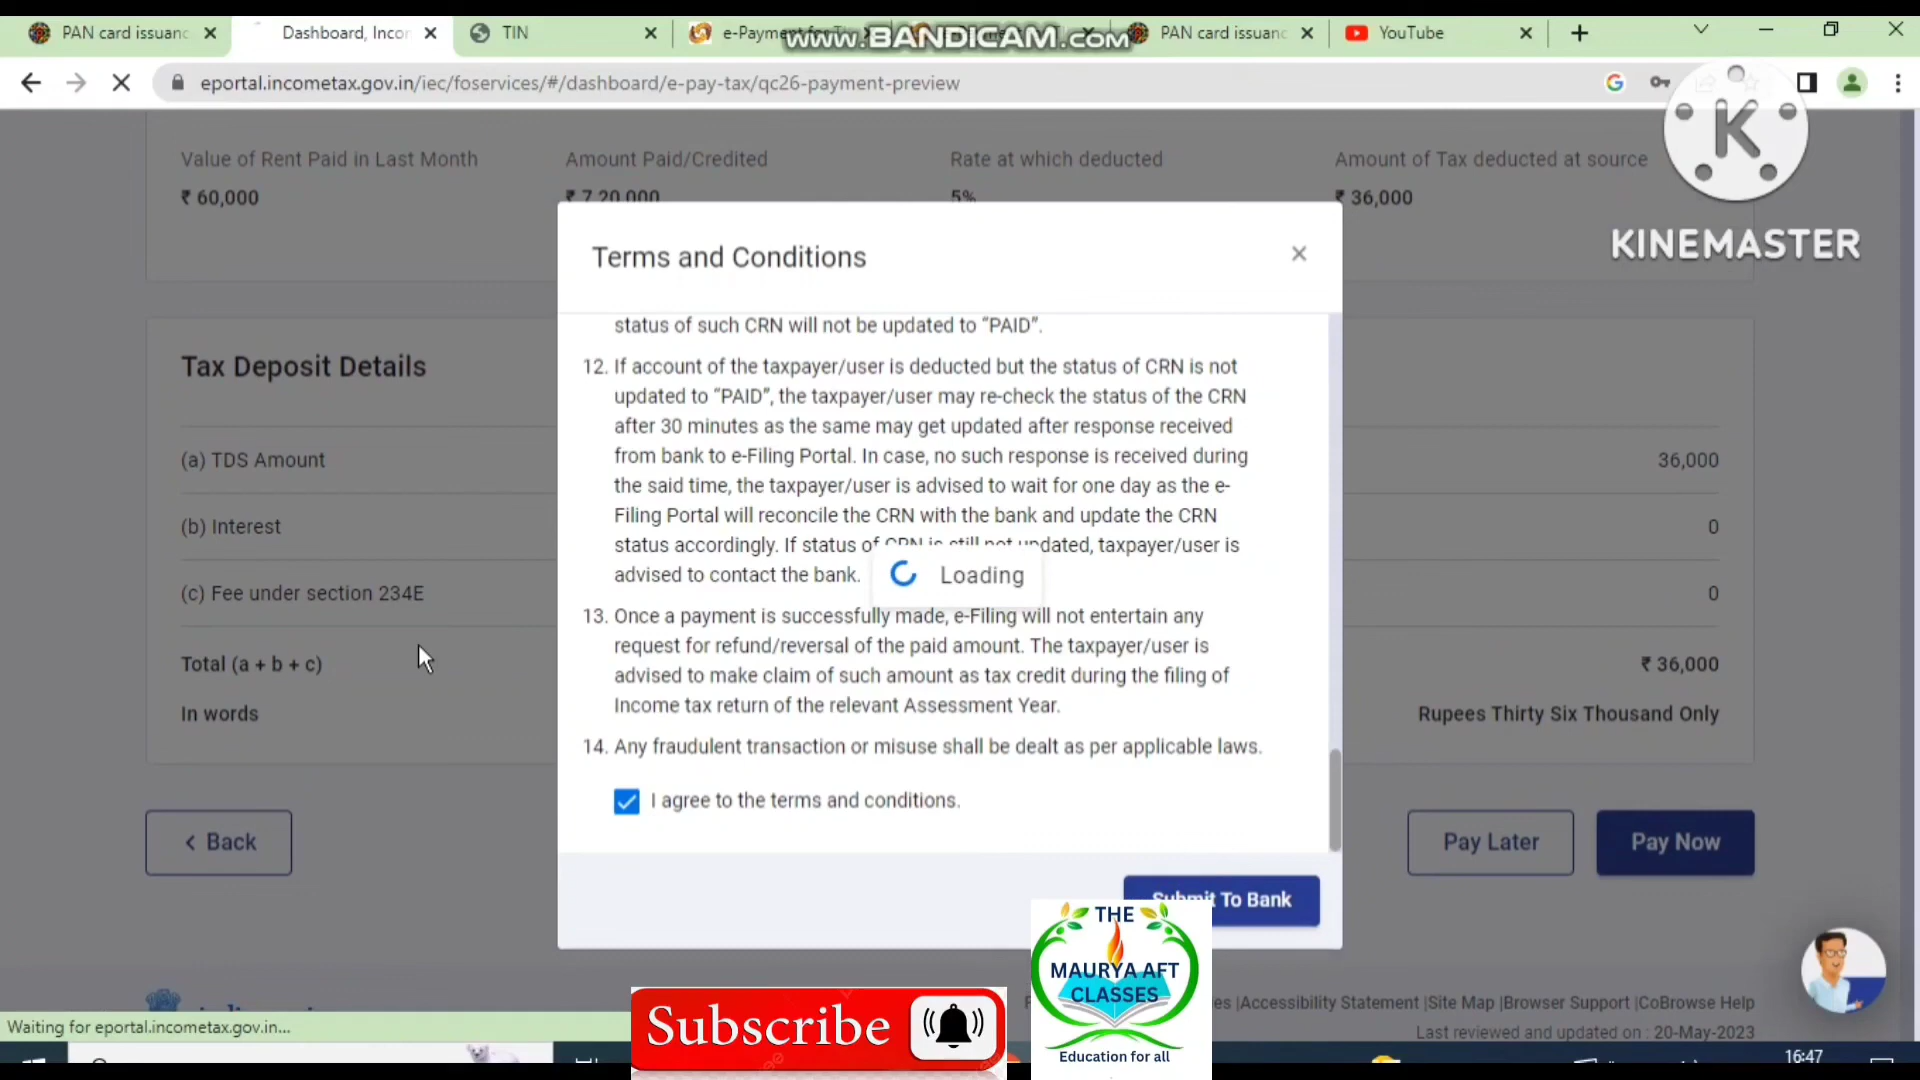 PAN card issuanc
Dashboard, Incor
TIN
e-Payment for Ti
PAN card issuanc
YouTube
www.BANDICAM.com
eportal.incometax.gov.in/iec/foservices/#/dashboard/e-pay-tax/qc26-payment-preview
K
KINEMASTER
Value of Rent Paid in Last Month
Amount Paid/Credited
Rate at which deducted
Amount of Tax deducted at source
₹ 60,000
₹ 7,20,000
5%
₹ 36,000
Terms and Conditions
status of such CRN will not be updated to “PAID”.
12. If account of the taxpayer/user is deducted but the status of CRN is not
updated to “PAID”, the taxpayer/user may re-check the status of the CRN
after 30 minutes as the same may get updated after response received
from bank to e-Filing Portal. In case, no such response is received during
the said time, the taxpayer/user is advised to wait for one day as the e-
Filing Portal will reconcile the CRN with the bank and update the CRN
status accordingly. If status of CRN is still not updated, taxpayer/user is
advised to contact the bank.
Loading
13. Once a payment is successfully made, e-Filing will not entertain any
request for refund/reversal of the paid amount. The taxpayer/user is
advised to make claim of such amount as tax credit during the filing of
Income tax return of the relevant Assessment Year.
14. Any fraudulent transaction or misuse shall be dealt as per applicable laws.
I agree to the terms and conditions.
Submit To Bank
Tax Deposit Details
(a) TDS Amount
36,000
(b) Interest
0
(c) Fee under section 234E
0
Total (a + b + c)
₹ 36,000
In words
Rupees Thirty Six Thousand Only
< Back
Pay Later
Pay Now
|Accessibility Statement |Site Map |Browser Support |CoBrowse Help
Last reviewed and updated on : 20-May-2023
Waiting for eportal.incometax.gov.in...
Subscribe
THE
MAURYA AFT
CLASSES
Education for all
16:47